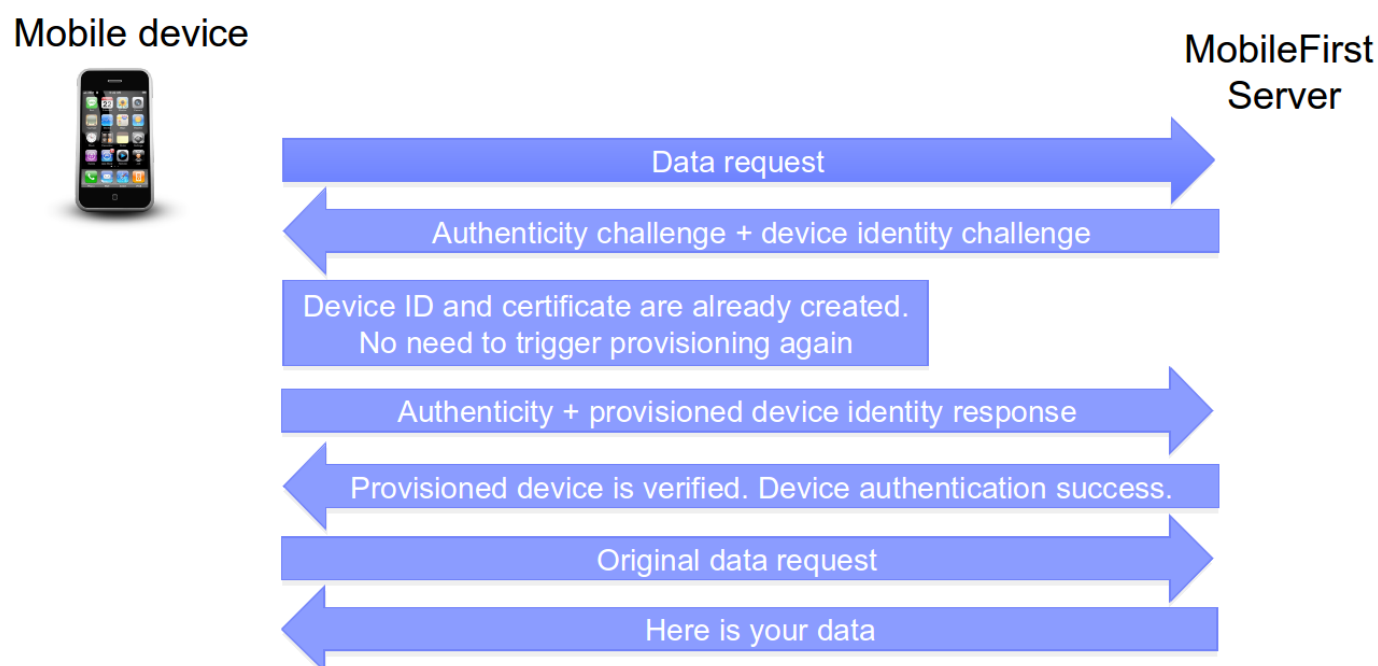 Mobile device
MobileFirst
Server
Data request
Authenticity challenge + device identity challenge
Device ID and certificate are already created.
No need to trigger provisioning again
Authenticity + provisioned device identity response
Provisioned device is verified. Device authentication success.
Original data request
Here is your data